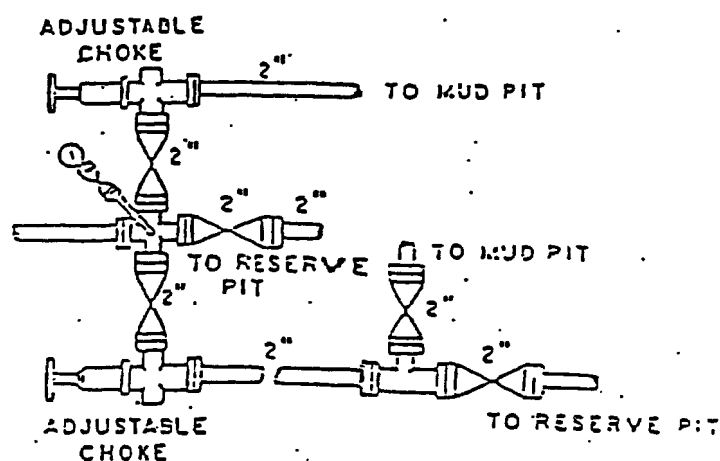 ADJUSTABLE
CHOKE
2"
TO MUD PIT
2"
2"
2"
TO RESERVE
PIT
TO MUD PIT
2"
2"
2"
2"
TO RESERVE PIT
ADJUSTABLE
CHOKE